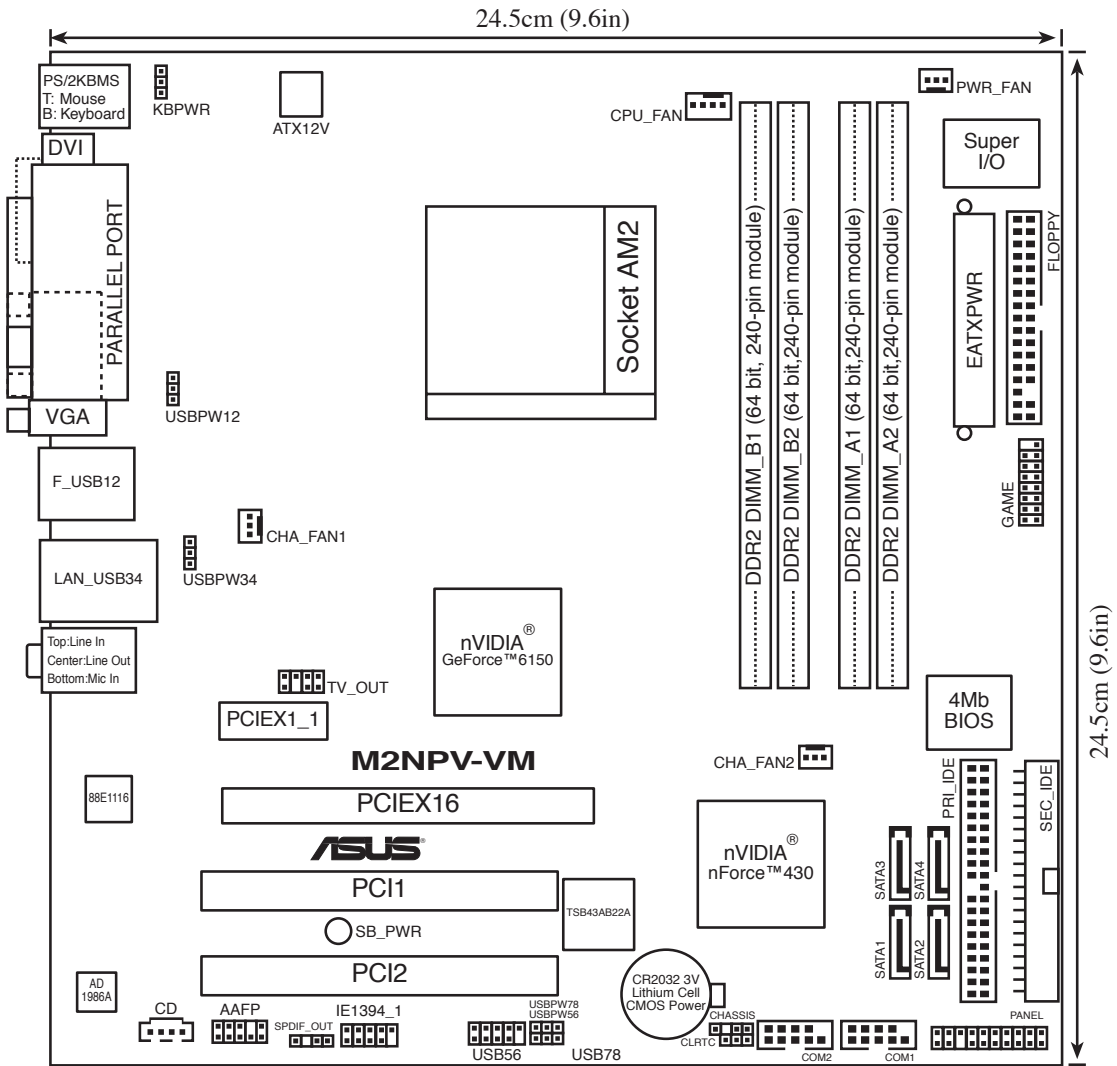 24.5cm (9.6in)
PS/2KBMS
T: Mouse
B: Keyboard
KBPWR
ATX12V
CPU_FAN
PWR_FAN
Super
I/O
DVI
PARALLEL PORT
VGA
Socket AM2
DDR2 DIMM_B1 (64 bit, 240-pin module)
DDR2 DIMM_B2 (64 bit,240-pin module)
DDR2 DIMM_A1 (64 bit,240-pin module)
DDR2 DIMM_A2 (64 bit,240-pin module)
EATXPWR
FLOPPY
USBPW12
F_USB12
CHA_FAN1
GAME
LAN_USB34
USBPW34
24.5cm (9.6in)
Top:Line In
Center:Line Out
Bottom:Mic In
nVIDIA®
GeForce™6150
TV_OUT
PCIEX1_1
4Mb
BIOS
M2NPV-VM
CHA_FAN2
88E1116
PCIEX16
PRI_IDE
SEC_IDE
ASUS®
nVIDIA®
nForce™430
SATA3
SATA4
PCI1
TSB43AB22A
SB_PWR
SATA1
SATA2
PCI2
AD
1986A
CR2032 3V
Lithium Cell
CMOS Power
CD
AAFP
SPDIF_OUT
IE1394_1
USBPW78
USBPW56
USB56
USB78
CHASSIS
CLRTC
COM2
COM1
PANEL